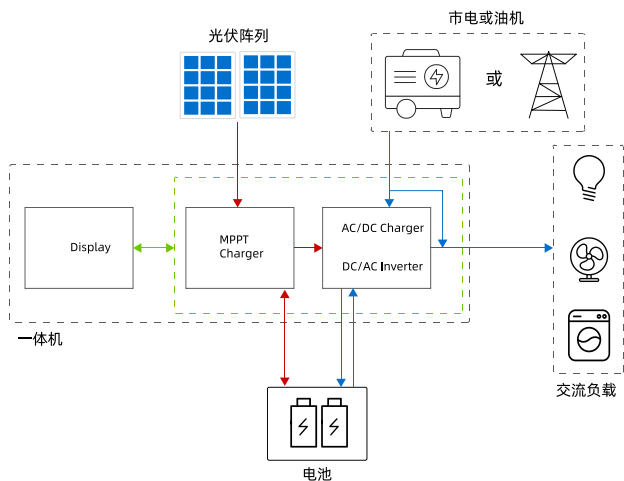 市电或油机
光伏阵列
或
Display
MPPT
Charger
AC/DC Charger
DC/AC Inverter
一体机
交流负载
电池